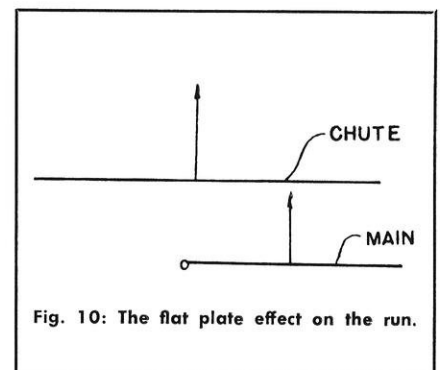 CHUTE
MAIN
Fig. 10: The flat plate effect on the run.